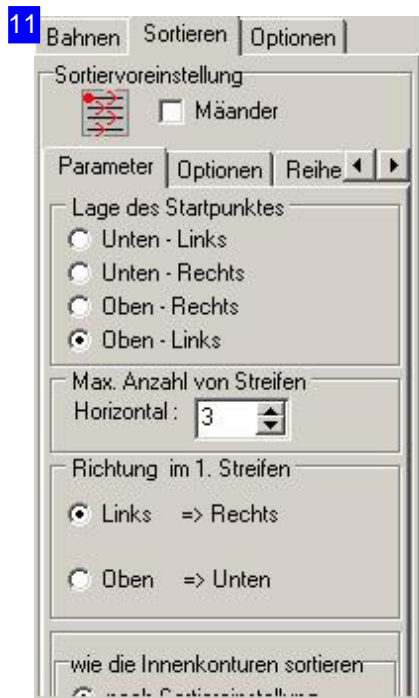 11
Bahnen Sortieren Optionen
Sortiervoreinstellung
Mäander
Parameter Optionen Reihe
Lage des Startpunktes
Unten - Links
Unten - Rechts
Oben - Rechts
Oben - Links
Max. Anzahl von Streifen
Horizontal : 3
Richtung im 1. Streifen
Links => Rechts
Oben => Unten
wie die Innenkonturen sortieren